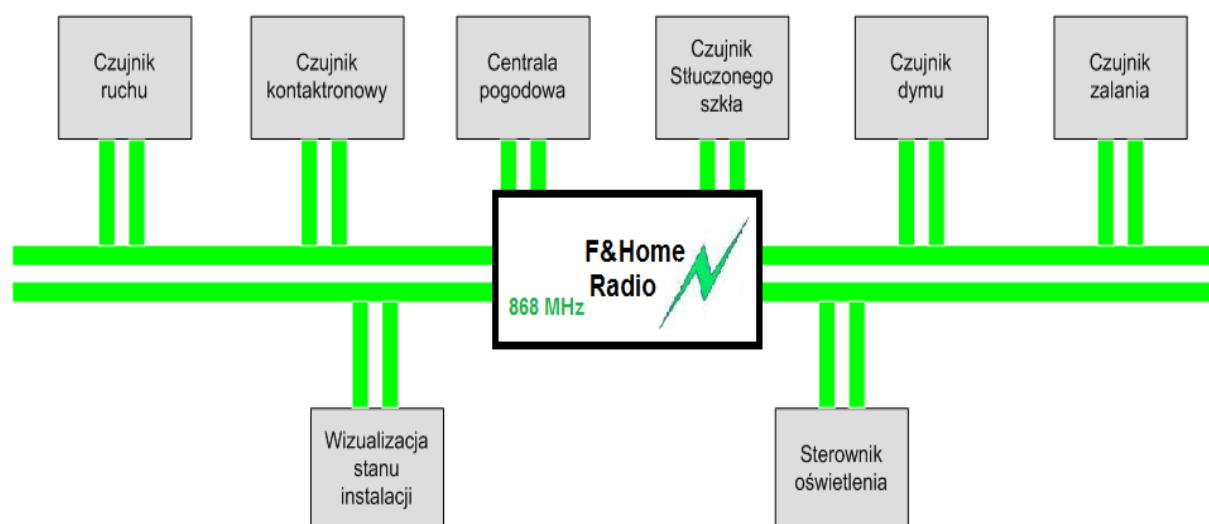 Czujnik
ruchu
Czujnik
kontaktronowy
Centrala
pogodowa
Czujnik
Stłuczonego
szkła
Czujnik
dymu
Czujnik
zalania
F&Home
Radio
868 MHz
Wizualizacja
stanu
instalacji
Sterownik
oświetlenia